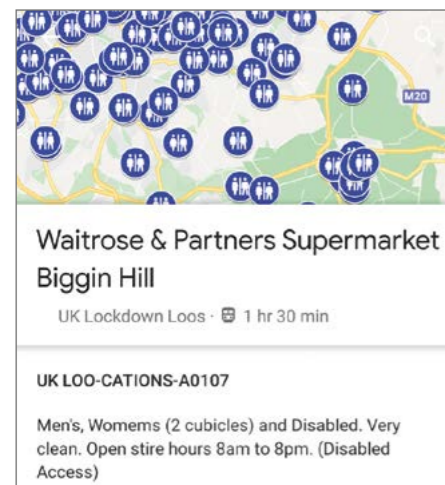 M20
Waitrose & Partners Supermarket
Biggin Hill
UK Lockdown Loos · 1 hr 30 min
UK LOO-CATIONS-A0107
Men's, Womems (2 cubicles) and Disabled. Very
clean. Open stire hours 8am to 8pm. (Disabled
Access)